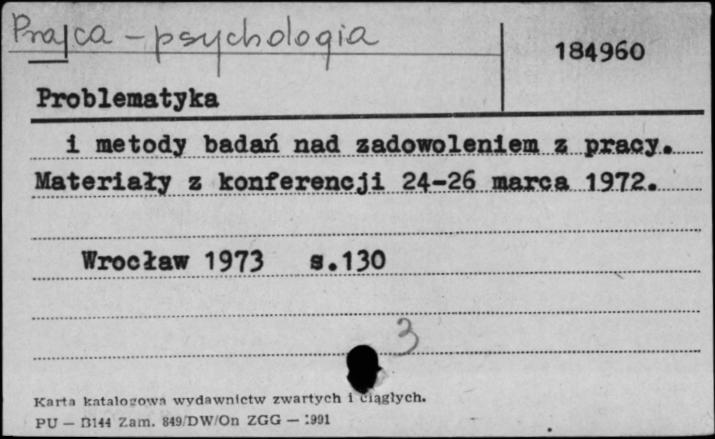 Praca - psychologia
184960
Problematyka
i metody badań nad zadowoleniem z pracy.
Materiały z konferencji 24-26 marca 1972.
Wrocław 1973 s.130
3
Karta katalogowa wydawnictw zwartych i ciągłych.
PU — B144 Zam. 849/DW/On ZGG — 1991